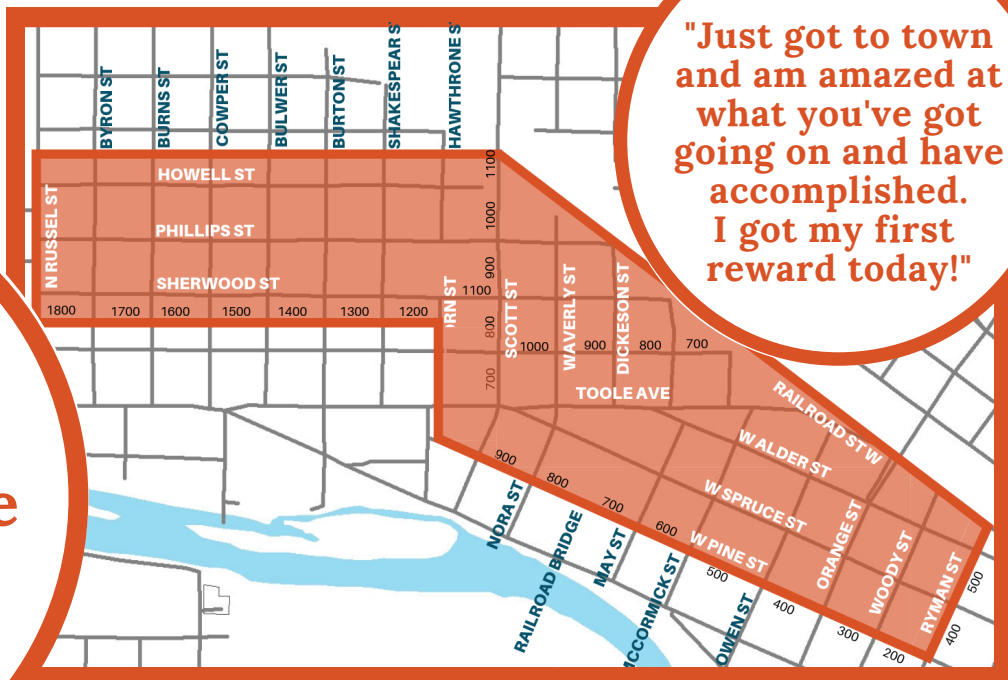 "Just got to town
and am amazed at
what you've got
going on and have
accomplished.
I got my first
reward today!"
BYRON ST
BURNS ST
COWPER ST
BULWER ST
BURTON ST
SHAKESPEAR S
HAWTHRONE S
N RUSSEL ST
HOWELL ST
PHILLIPS ST
SHERWOOD ST
1800
1700
1600
1500
1400
1300
1200
1100
1100
1000
900
800
700
RN ST
SCOTT ST
WAVERLY ST
DICKESON ST
1000
900
800
700
TOOLE AVE
RAILROAD ST W
W ALDER ST
W SPRUCE ST
W PINE ST
ORANGE ST
WOODY ST
RYMAN ST
900
800
700
600
500
400
300
200
400
500
NORA ST
RAILROAD BRIDGE
MAY ST
MCCORMICK ST
OWEN ST
e